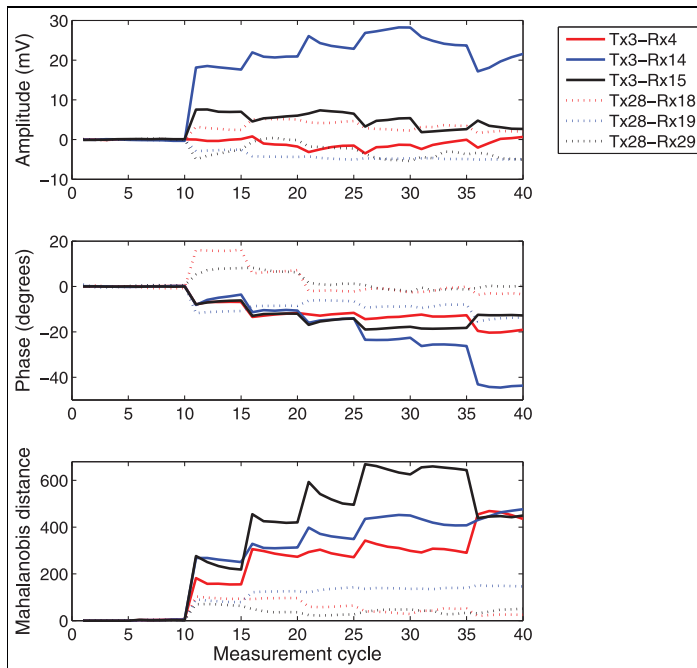 Amplitude (mV)
30
20
10
0
−10
0 5 10 15 20 25 30 35 40
Tx3−Rx4
Tx3−Rx14
Tx3−Rx15
Tx28−Rx18
Tx28−Rx19
Tx28−Rx29
Phase (degrees)
20
0
−20
−40
0 5 10 15 20 25 30 35 40
Mahalanobis distance
600
400
200
0
0 5 10 15 20 25 30 35 40
Measurement cycle